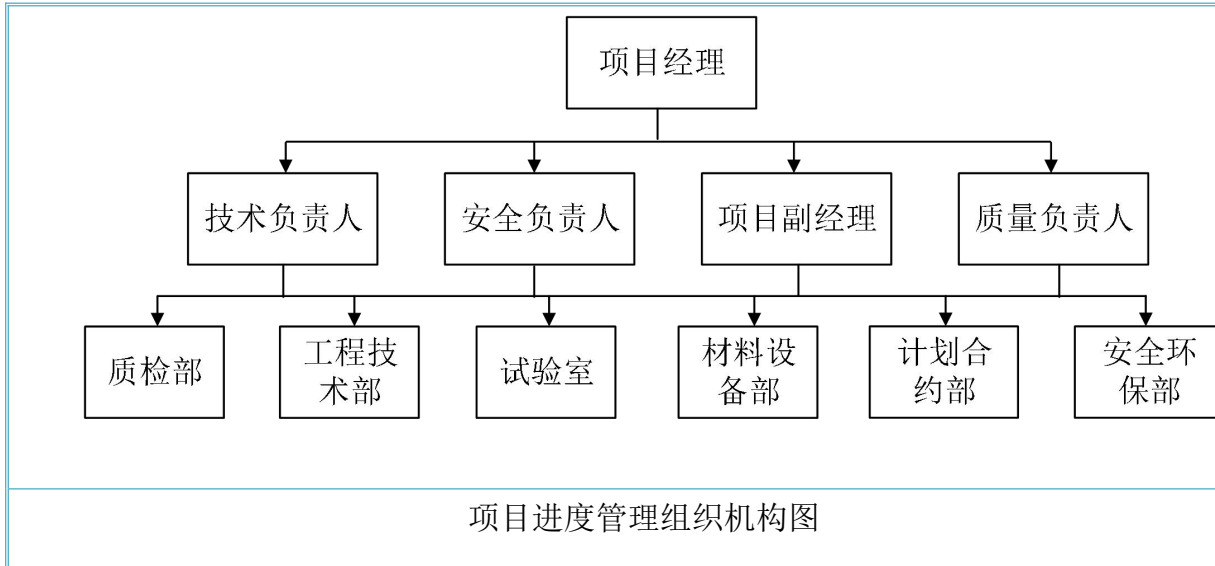 项目经理
技术负责人
安全负责人
项目副经理
质量负责人
质检部
工程技
术部
试验室
材料设
备部
计划合
约部
安全环
保部
项目进度管理组织机构图